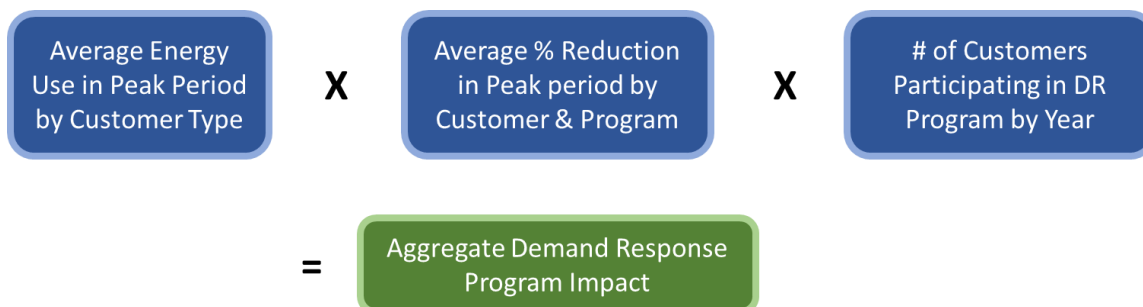 Average Energy
Use in Peak Period
by Customer Type
X
Average % Reduction
in Peak period by
Customer & Program
X
# of Customers
Participating in DR
Program by Year
=
Aggregate Demand Response
Program Impact